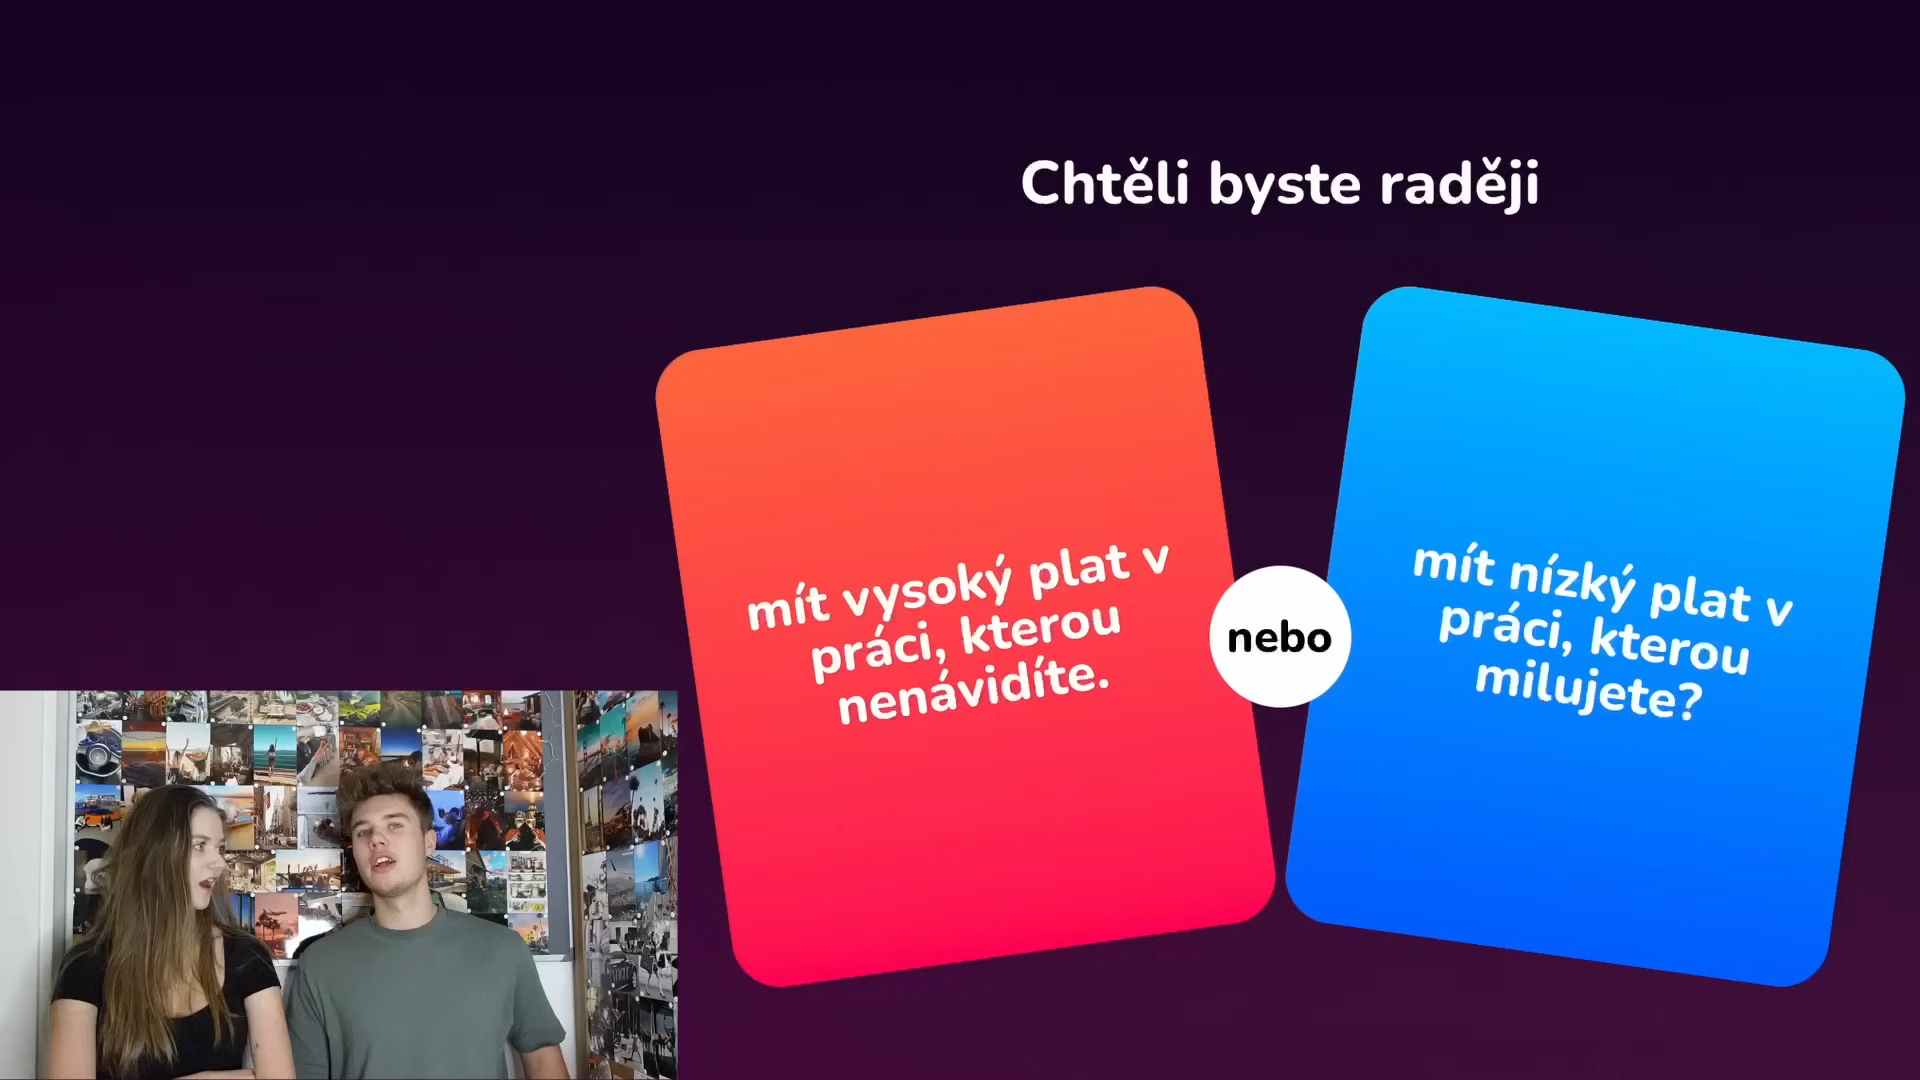 Chtěli byste raději
mít vysoký plat v
práci, kterou
nenávidíte.
nebo
mít nízký plat v
práci, kterou
milujete?